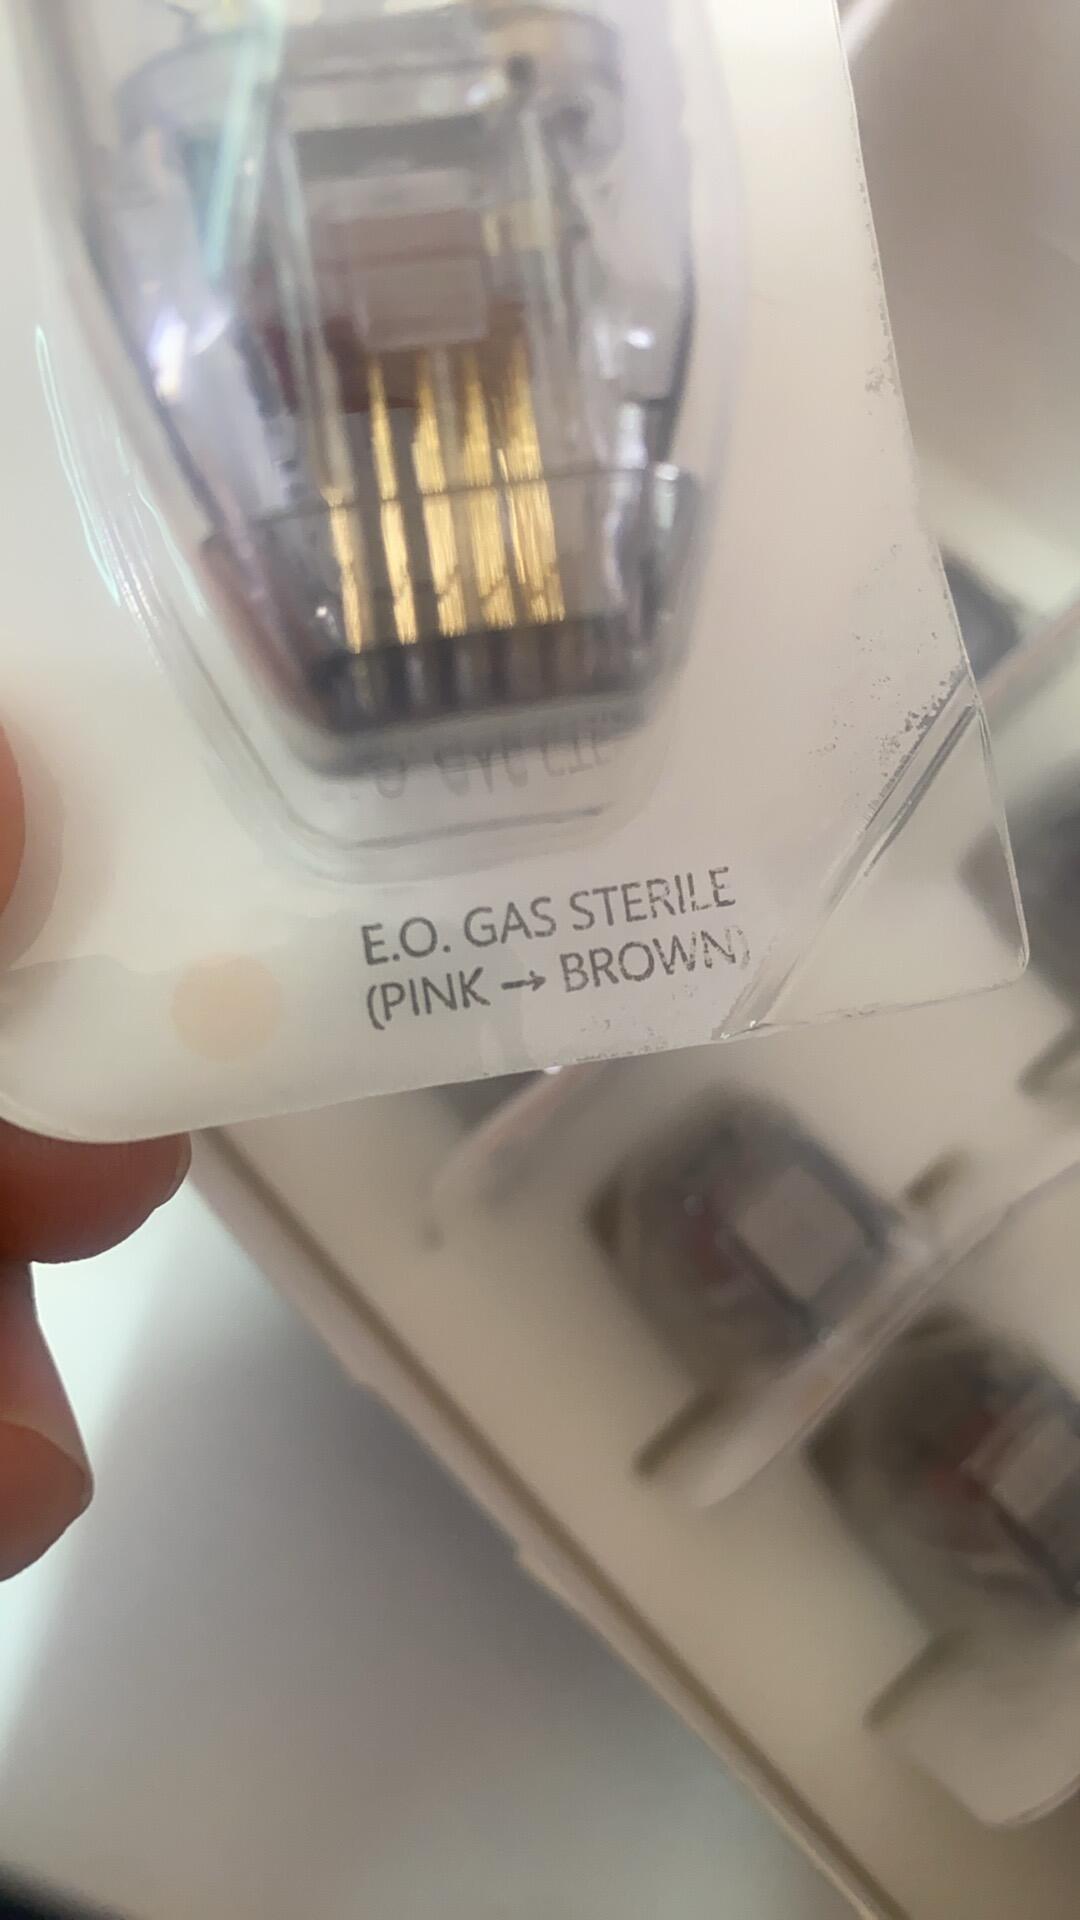 E.O. GAS STERILE
(PINK → BROWN)